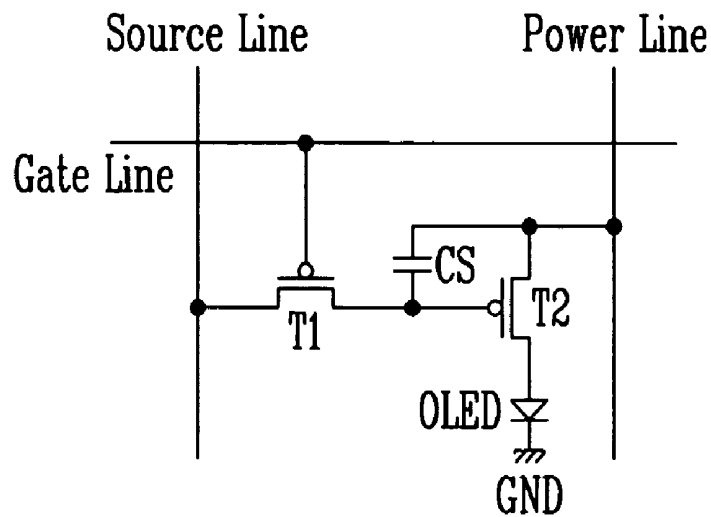 Source Line
Power Line
Gate Line
CS
T1
T2
OLED
GND